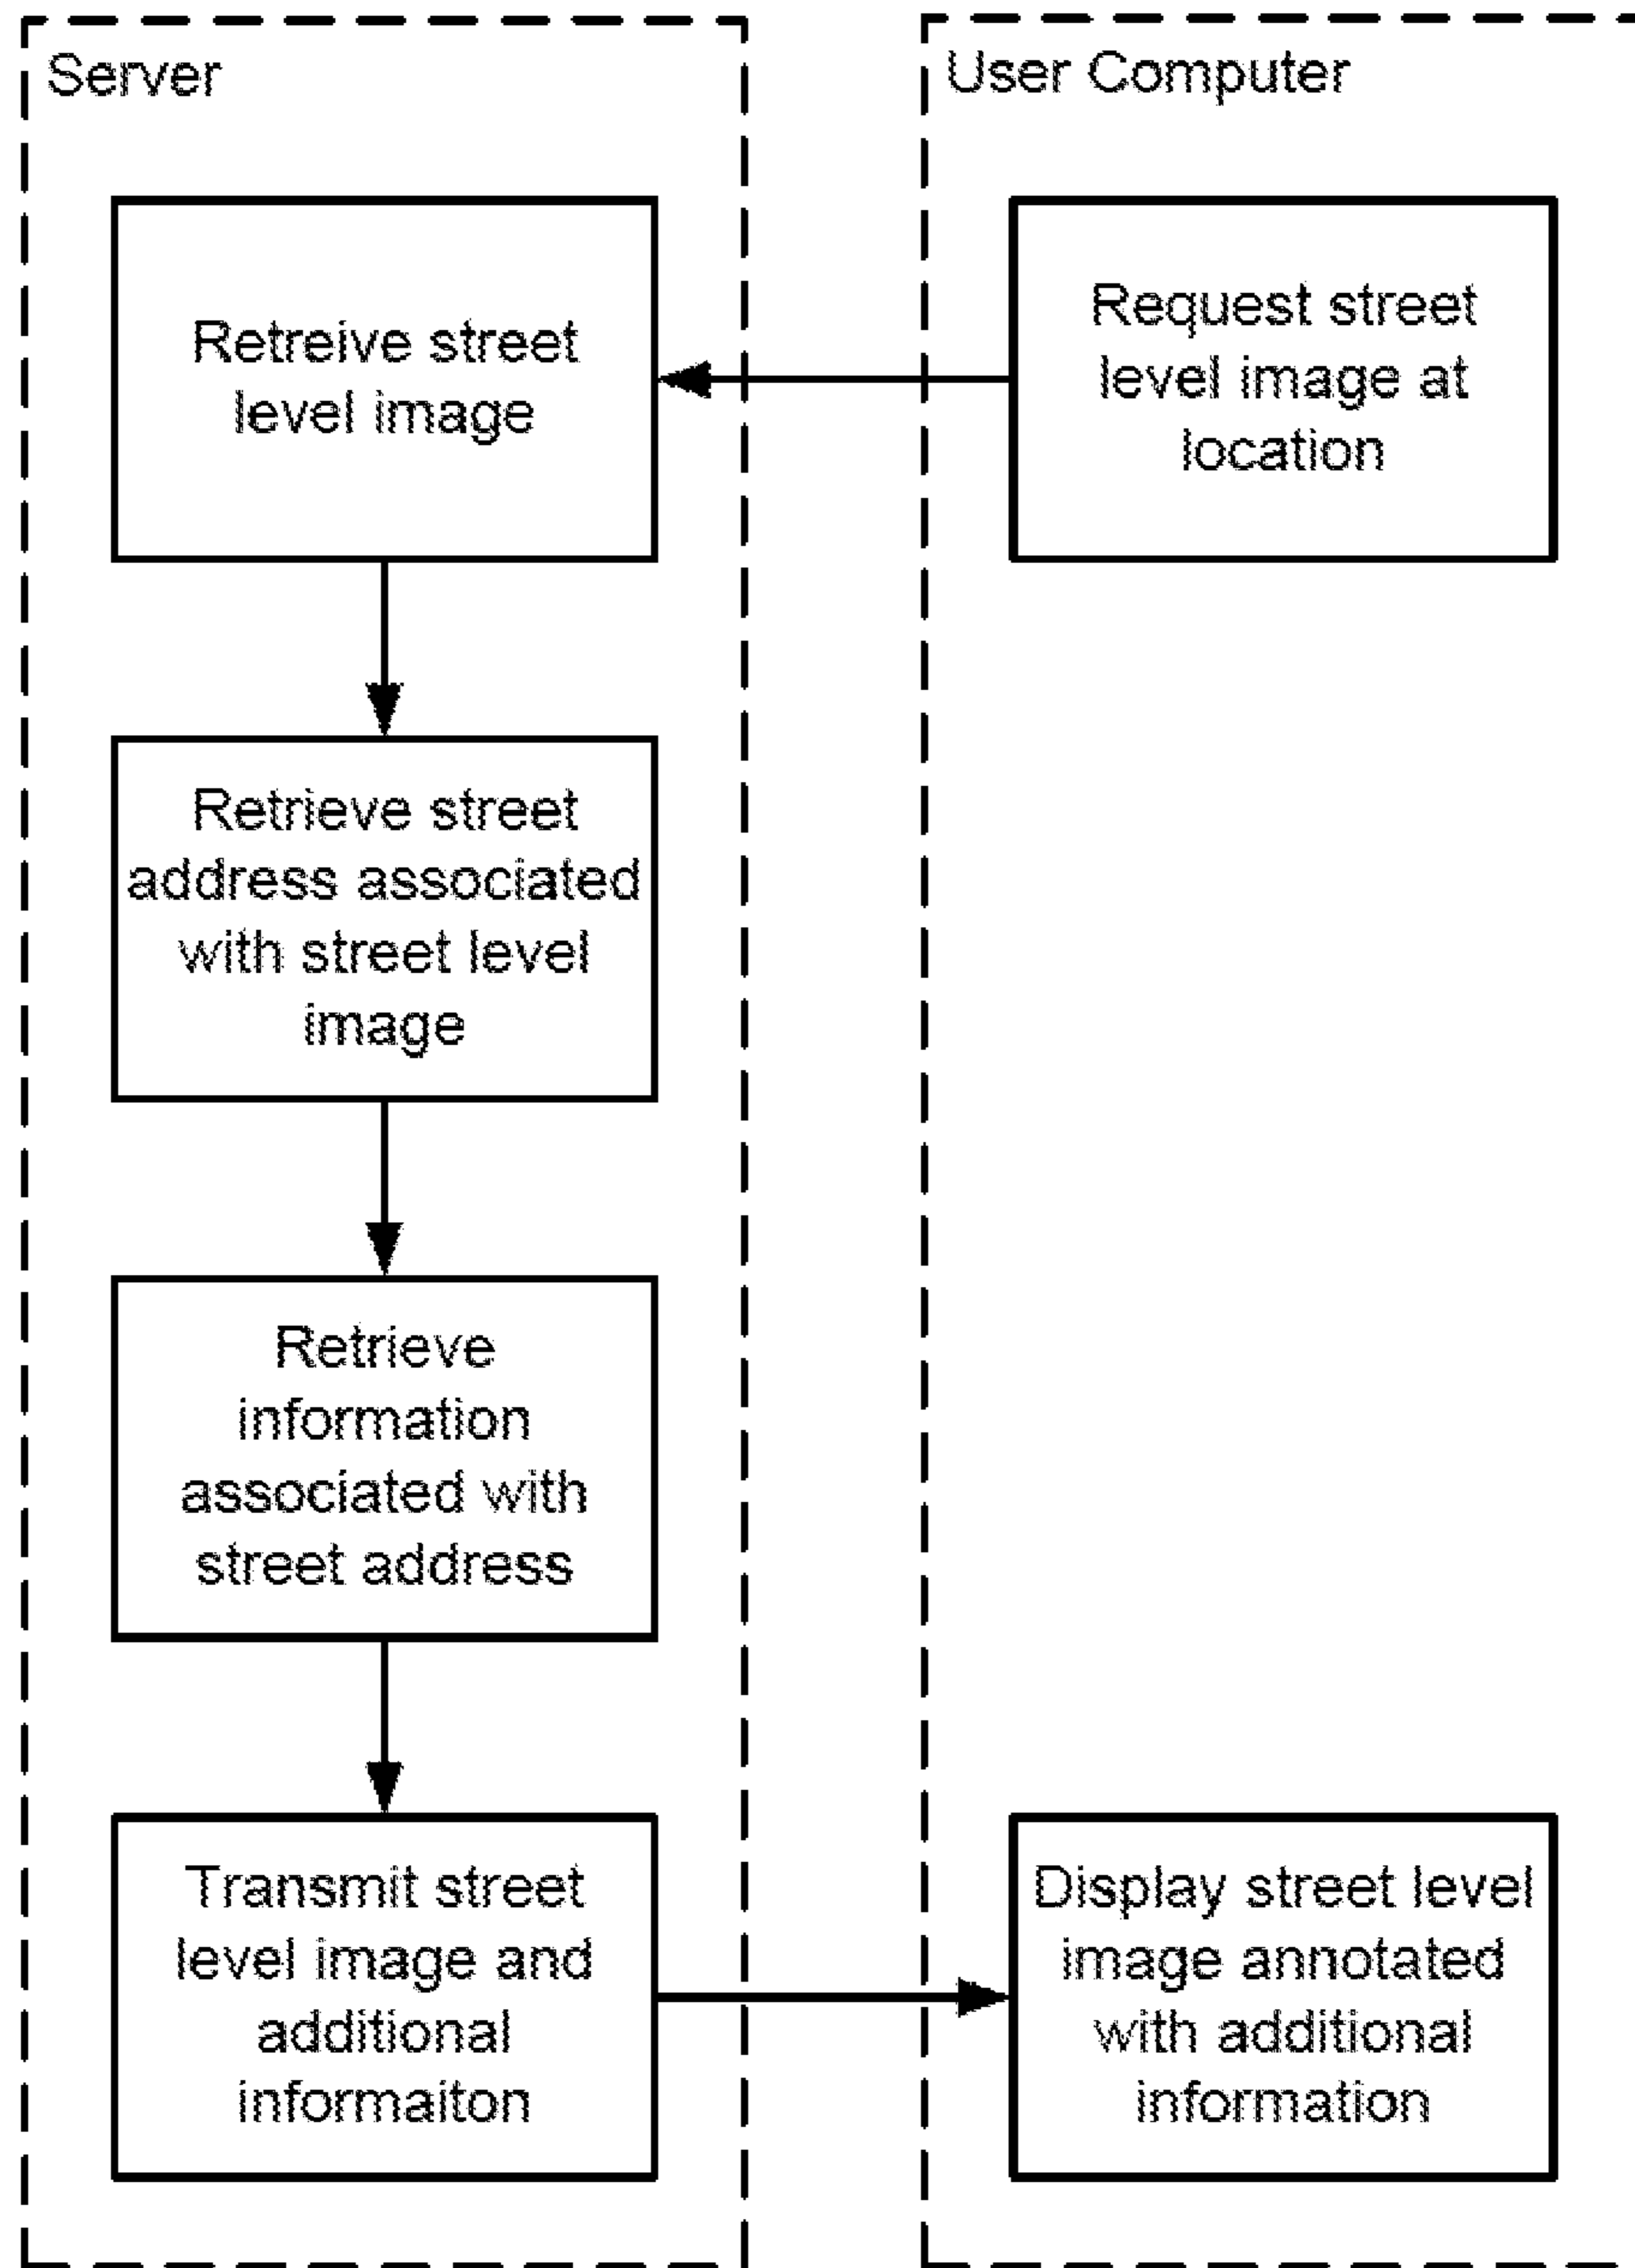 Server
User Computer
Retreive street
level image
Request street
level image at
location
Retrieve street
address associated
with street level
image
Retrieve
information
associated with
street address
Transmit street
level image and
additional
informaiton
Display street level
image annotated
with additional
information